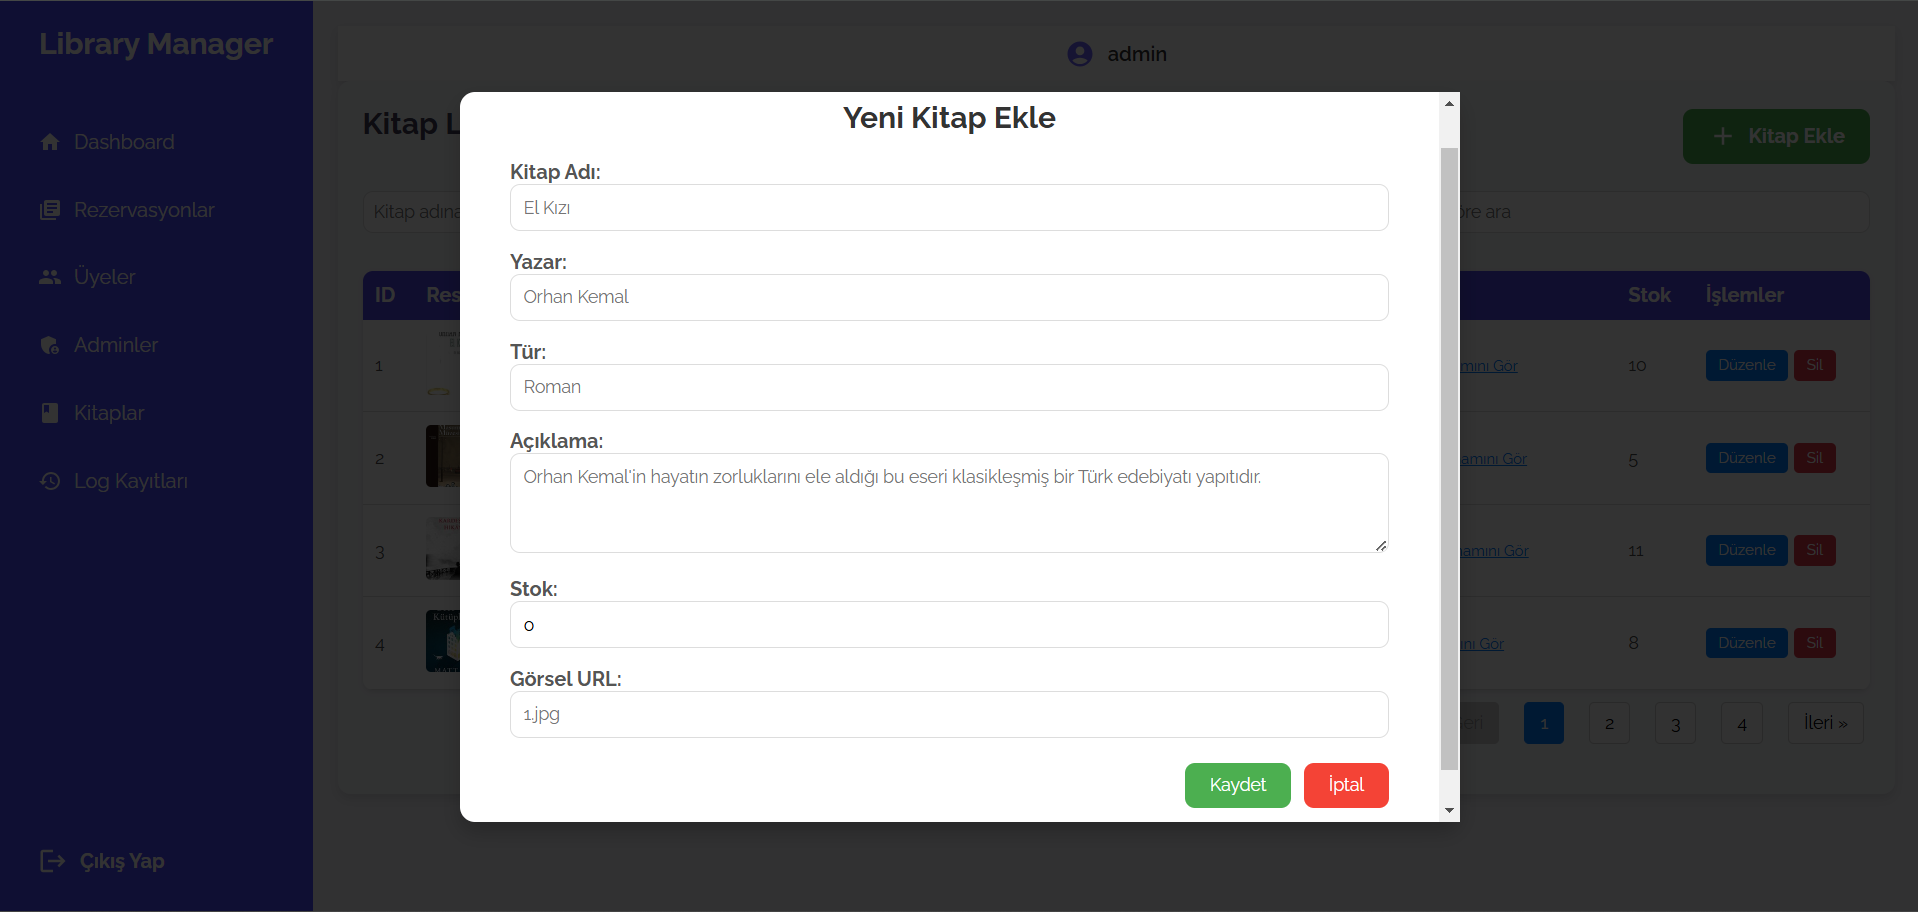 Library Manager
admin
Dashboard
Rezervasyonlar
Üyeler
Adminler
Kitaplar
Log Kayıtları
Çıkış Yap
Kitap L
+ Kitap Ekle
Kitap adına
öre ara
ID Res Stok İşlemler
1 mını Gör 10 Düzenle Sil
2 amını Gör 5 Düzenle Sil
3 amını Gör 11 Düzenle Sil
4 nı Gör 8 Düzenle Sil
eri 1 2 3 4 İleri »
Yeni Kitap Ekle
Kitap Adı:
El Kızı
Yazar:
Orhan Kemal
Tür:
Roman
Açıklama:
Orhan Kemal'in hayatın zorluklarını ele aldığı bu eseri klasikleşmiş bir Türk edebiyatı yapıtıdır.
Stok:
0
Görsel URL:
1.jpg
Kaydet İptal